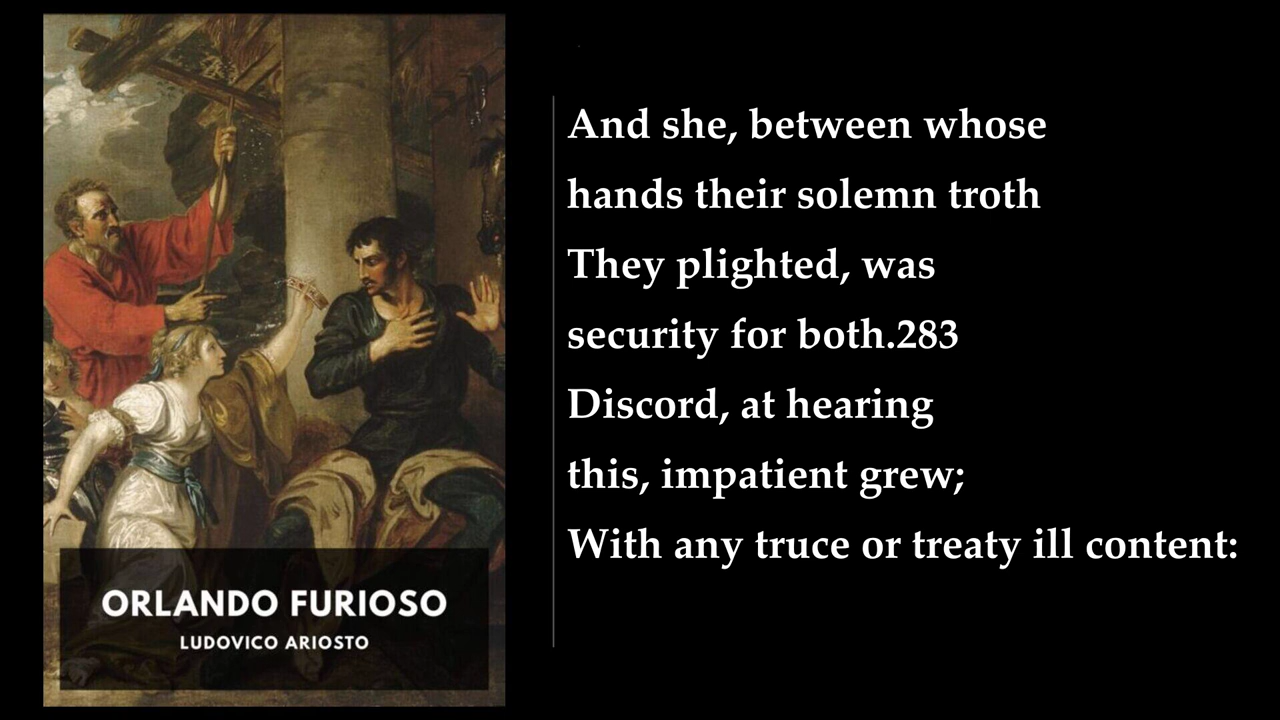 And she, between whose
hands their solemn troth
They plighted, was
security for both.283
Discord, at hearing
this, impatient grew;
With any truce or treaty ill content:
ORLANDO FURIOSO
LUDOVICO ARIOSTO